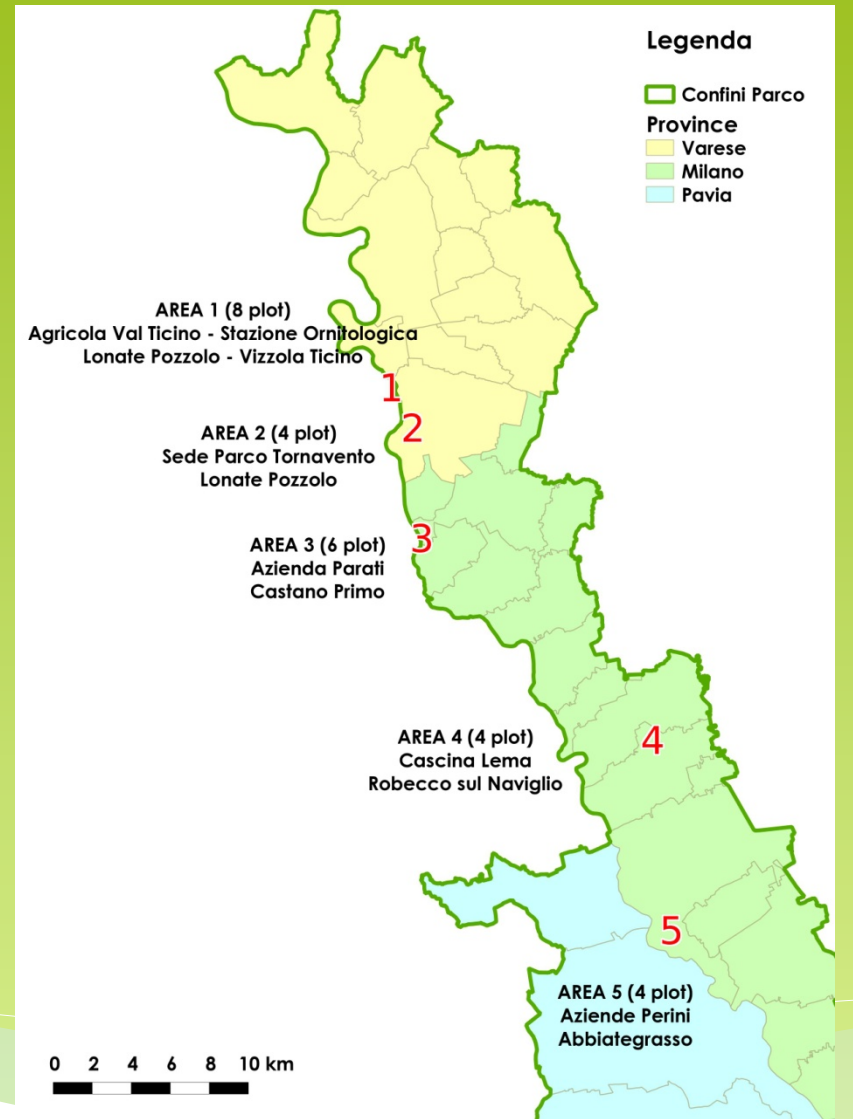 Legenda
Confini Parco
Province
Varese
Milano
Pavia
AREA 1 (8 plot)
Agricola Val Ticino - Stazione Ornitologica
Lonate Pozzolo - Vizzola Ticino
1
2
AREA 2 (4 plot)
Sede Parco Tornavento
Lonate Pozzolo
3
AREA 3 (6 plot)
Azienda Parati
Castano Primo
AREA 4 (4 plot)
Cascina Lema
Robecco sul Naviglio
4
5
AREA 5 (4 plot)
Aziende Perini
Abbiategrasso
0 2 4 6 8 10 km